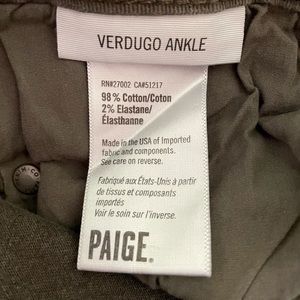 VERDUGO ANKLE
RN#27002 CA#51217
98% Cotton/Coton
2% Elastane/
Élasthanne
Made in the USA of Imported
fabric and components.
See care on reverse.
Fabriqué aux États-Unis à partir
de tissus et composants
importés
Voir le soin sur l'inverse.
PAIGE.